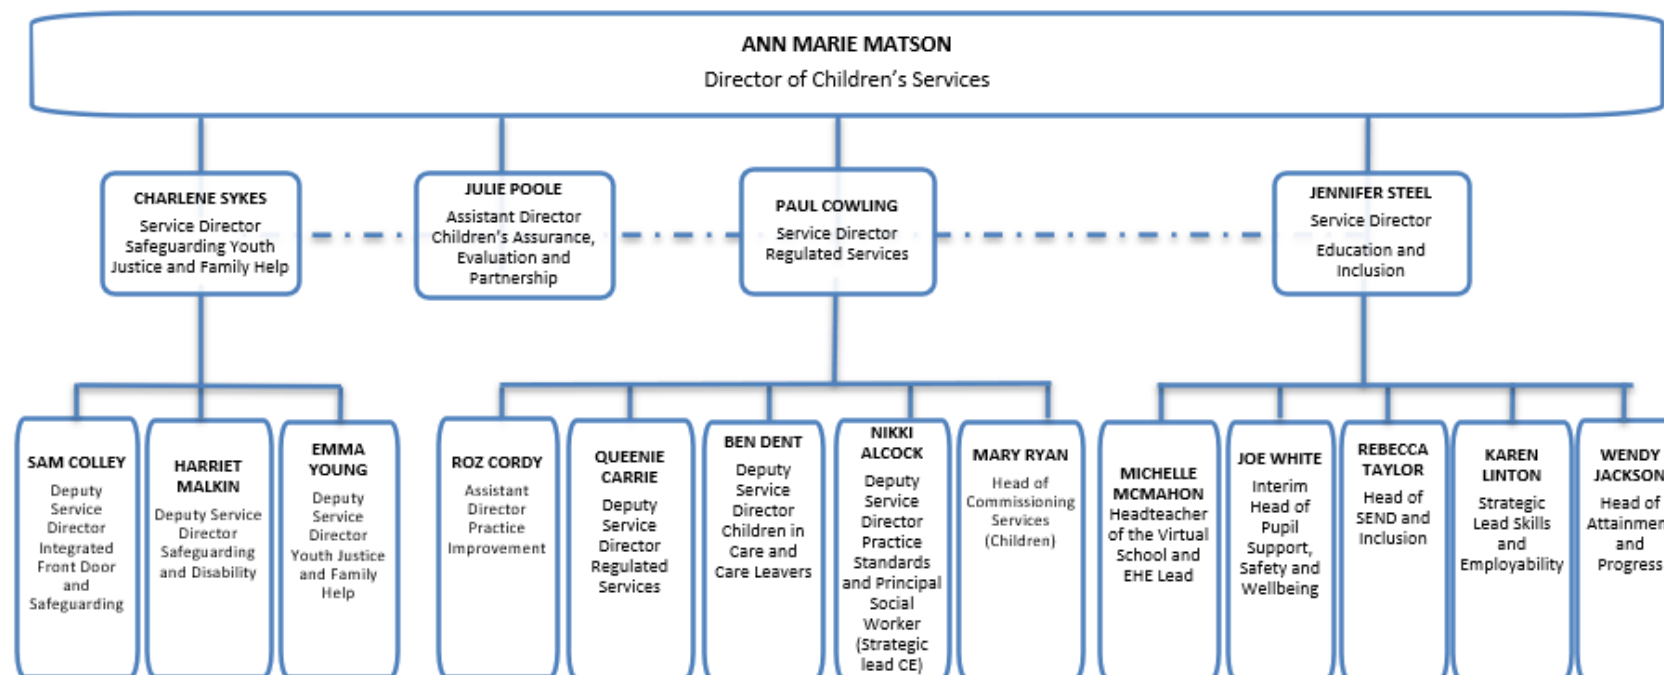 ANN MARIE MATSON
Director of Children's Services
CHARLENE SYKES
Service Director
Safeguarding Youth
Justice and Family Help
JULIE POOLE
Assistant Director
Children's Assurance,
Evaluation and
Partnership
PAUL COWLING
Service Director
Regulated Services
JENNIFER STEEL
Service Director
Education and
Inclusion
SAM COLLEY
Deputy
Service
Director
Integrated
Front Door
and
Safeguarding
HARRIET
MALKIN
Deputy Service
Director
Safeguarding
and Disability
EMMA
YOUNG
Deputy
Service
Director
Youth Justice
and Family
Help
ROZ CORDY
Assistant
Director
Practice
Improvement
QUEENIE
CARRIE
Deputy
Service
Director
Regulated
Services
BEN DENT
Deputy
Service
Director
Children in
Care and
Care Leavers
NIKKI
ALCOCK
Deputy
Service
Director
Practice
Standards
and Principal
Social
Worker
(Strategic
lead CE)
MARY RYAN
Head of
Commissioning
Services
(Children)
MICHELLE
MCMAHON
Headteacher
of the Virtual
School and
EHE Lead
JOE WHITE
Interim
Head of
Pupil
Support,
Safety and
Wellbeing
REBECCA
TAYLOR
Head of
SEND and
Inclusion
KAREN
LINTON
Strategic
Lead Skills
and
Employability
WENDY
JACKSON
Head of
Attainment
and
Progress